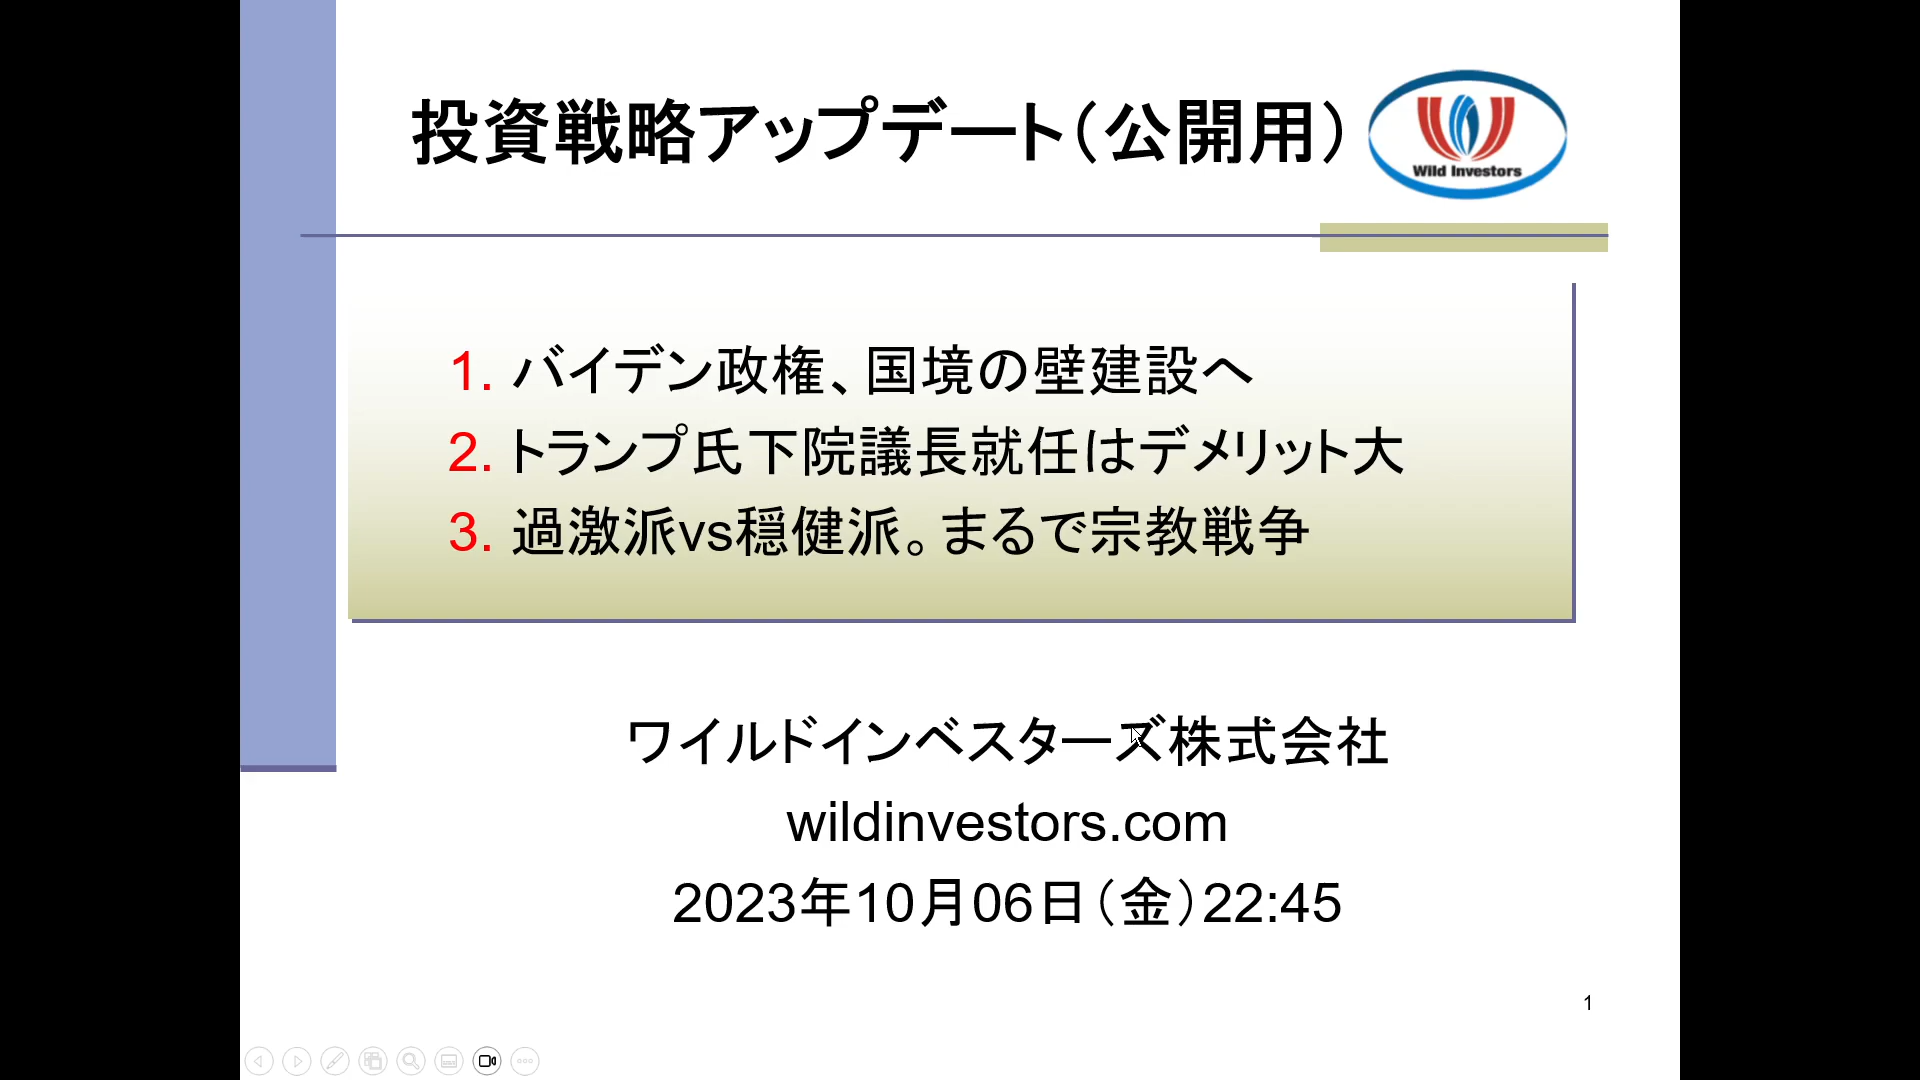 投資戦略アップデート（公開用）
Wild Investors
1. バイデン政権、国境の壁建設へ
2. トランプ氏下院議長就任はデメリット大
3. 過激派vs穏健派。まるで宗教戦争
ワイルドインベスターズ株式会社
wildinvestors.com
2023年10月06日（金）22:45
1